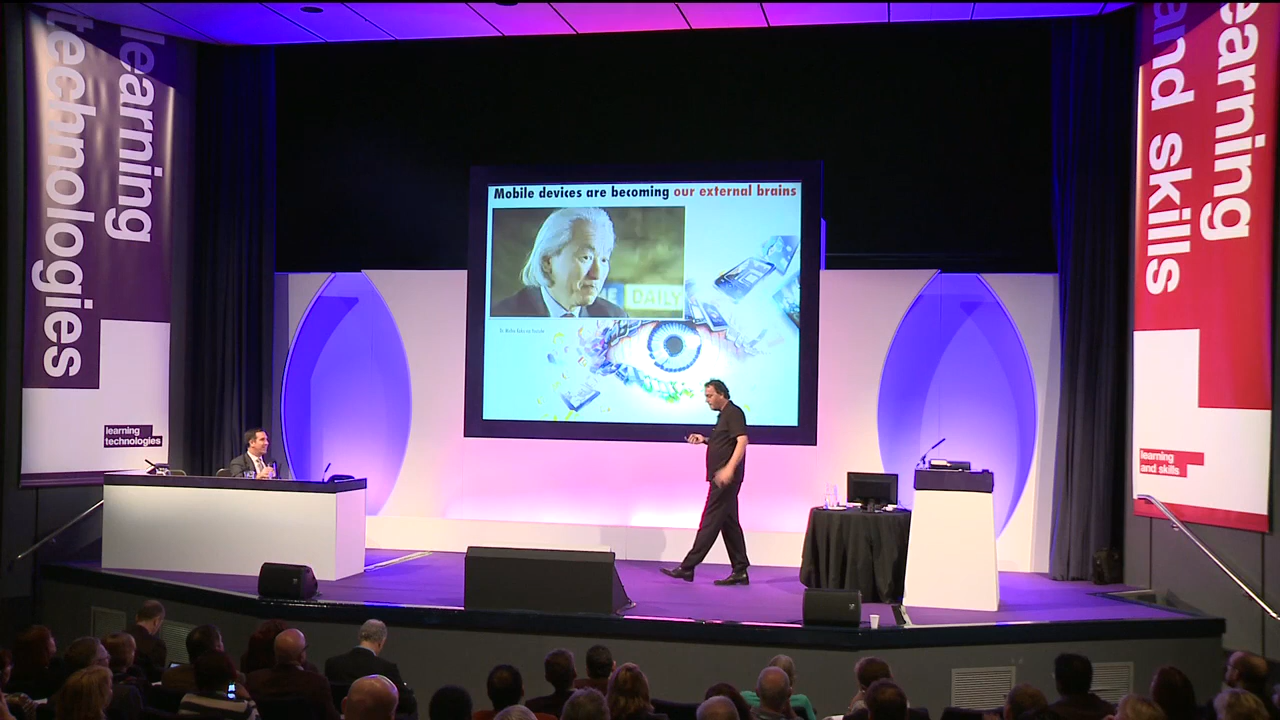 learning
technologies
learning
technologies
Mobile devices are becoming our external brains
DAILY
learning
and skills
learning
and skills